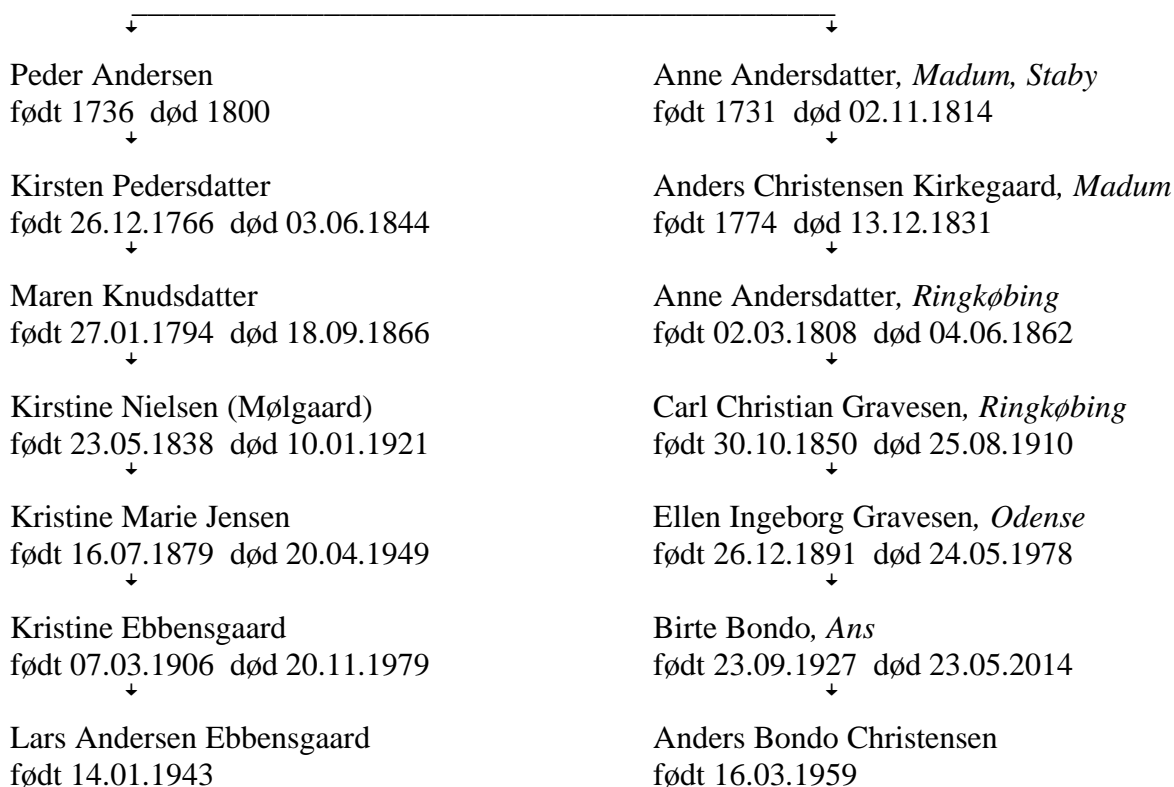 Peder Andersen
født 1736 død 1800
Kirsten Pedersdatter
født 26.12.1766 død 03.06.1844
Maren Knudsdatter
født 27.01.1794 død 18.09.1866
Kirstine Nielsen (Mølgaard)
født 23.05.1838 død 10.01.1921
Kristine Marie Jensen
født 16.07.1879 død 20.04.1949
Kristine Ebbensgaard
født 07.03.1906 død 20.11.1979
Lars Andersen Ebbensgaard
født 14.01.1943
Anne Andersdatter, Madum, Staby
født 1731 død 02.11.1814
Anders Christensen Kirkegaard, Madum
født 1774 død 13.12.1831
Anne Andersdatter, Ringkøbing
født 02.03.1808 død 04.06.1862
Carl Christian Gravesen, Ringkøbing
født 30.10.1850 død 25.08.1910
Ellen Ingeborg Gravesen, Odense
født 26.12.1891 død 24.05.1978
Birte Bondo, Ans
født 23.09.1927 død 23.05.2014
Anders Bondo Christensen
født 16.03.1959